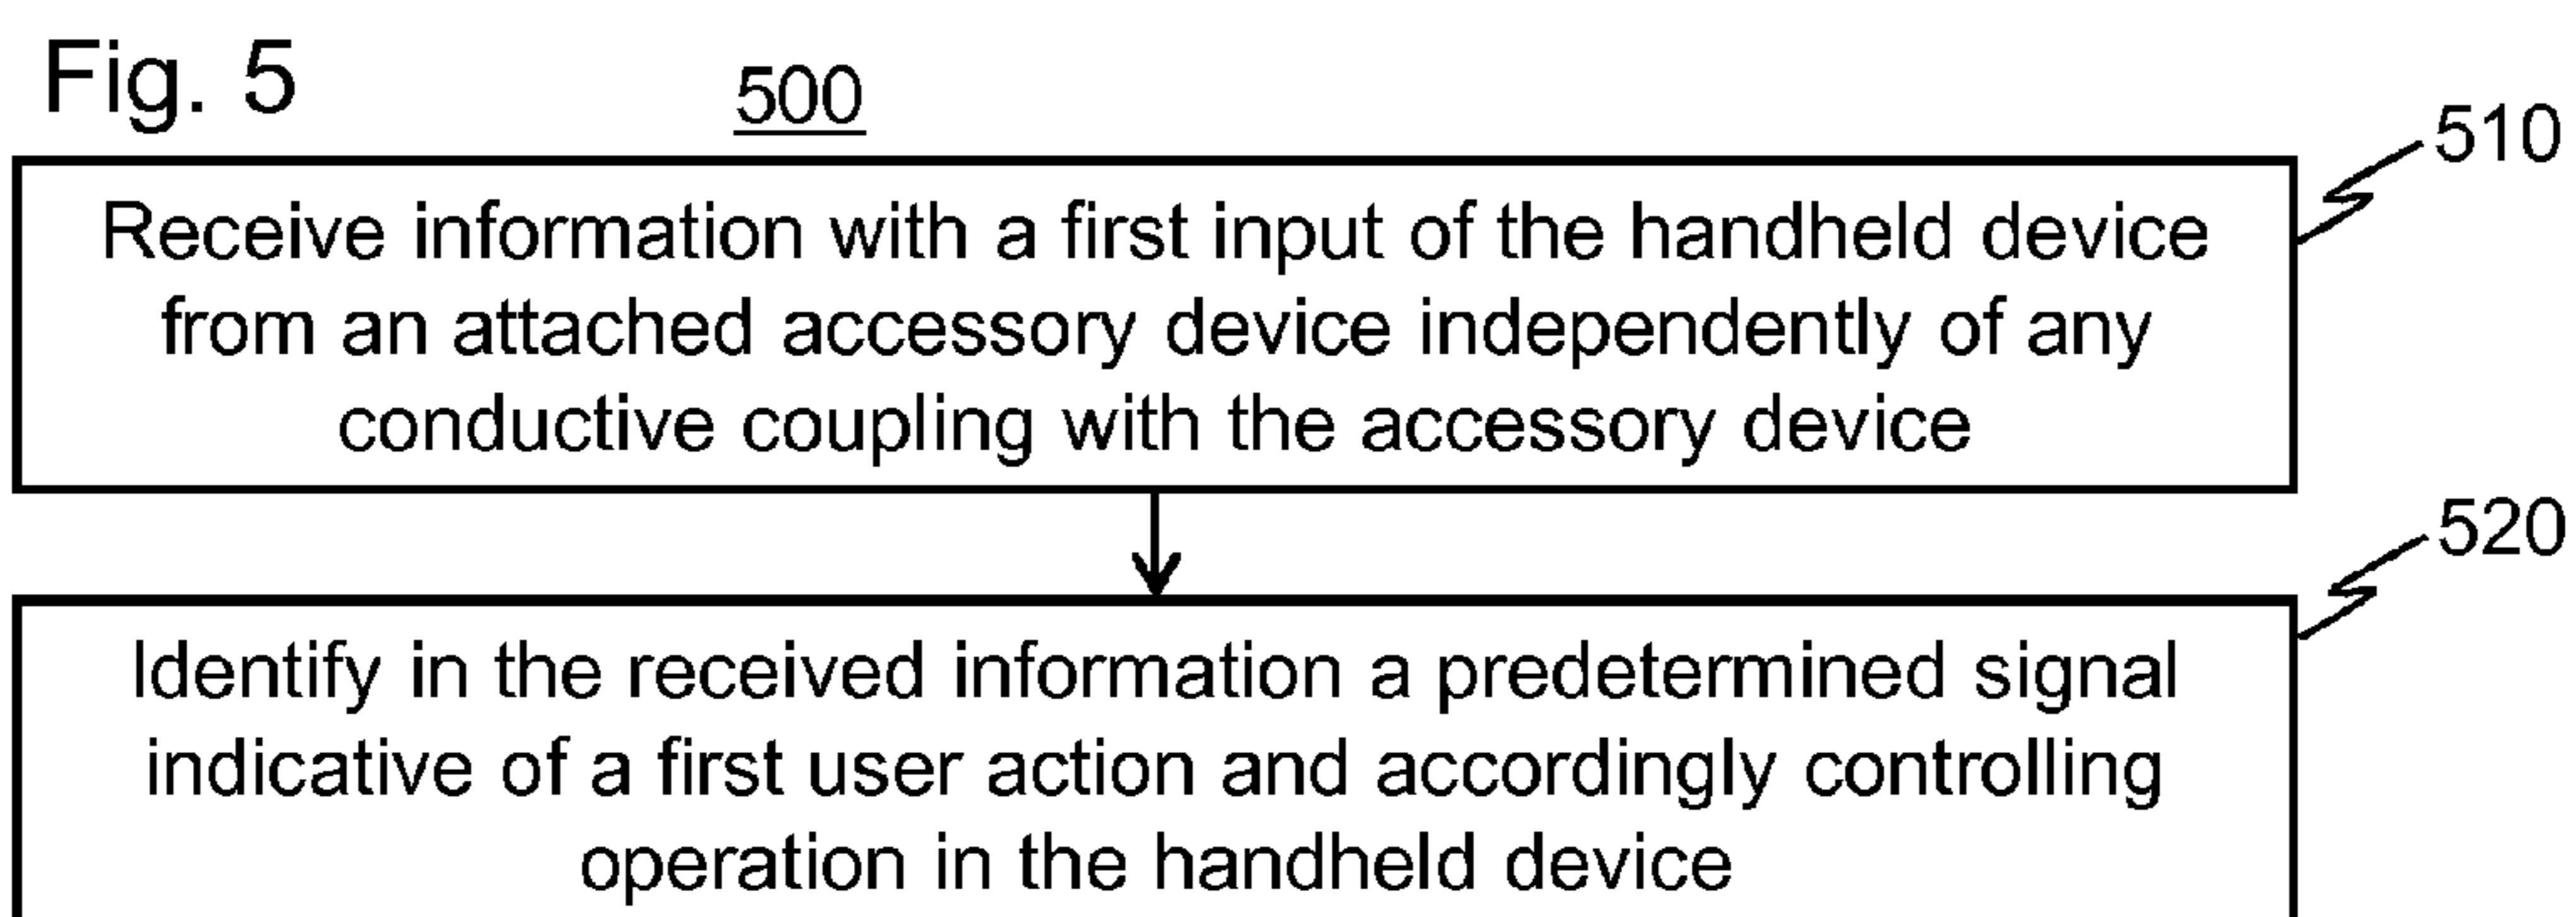 Fig. 5
500
510
Receive information with a first input of the handheld device
from an attached accessory device independently of any
conductive coupling with the accessory device
520
Identify in the received information a predetermined signal
indicative of a first user action and accordingly controlling
operation in the handheld device